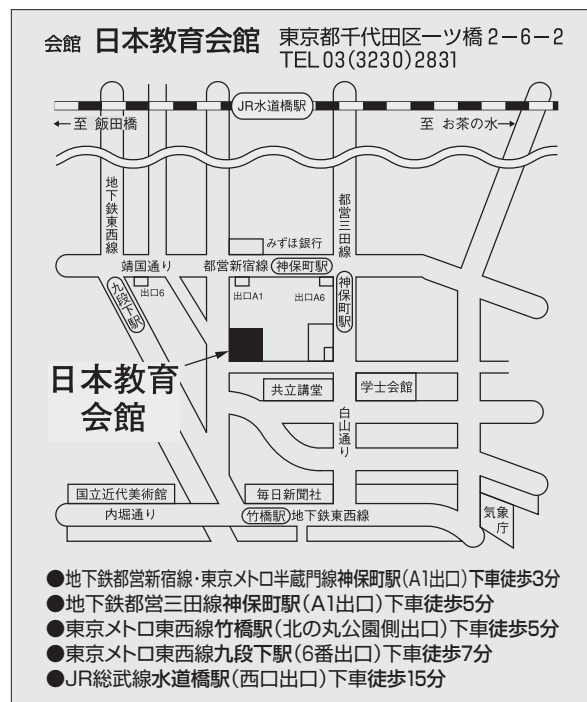 会館 日本教育会館 東京都千代田区一ツ橋2-6-2
TEL 03(3230)2831
JR水道橋駅
←至 飯田橋
至 お茶の水→
地下鉄東西線
都営三田線
みずほ銀行
靖国通り
都営新宿線
神保町駅
神保町駅
九段下駅
出口6
出口A1
出口A6
日本教育
会館
共立講堂
学士会館
白山通り
国立近代美術館
毎日新聞社
内堀通り
竹橋駅
地下鉄東西線
気象庁
●地下鉄都営新宿線・東京メトロ半蔵門線神保町駅(A1出口)下車徒歩3分
●地下鉄都営三田線神保町駅(A1出口)下車徒歩5分
●東京メトロ東西線竹橋駅(北の丸公園側出口)下車徒歩5分
●東京メトロ東西線九段下駅(6番出口)下車徒歩7分
●JR総武線水道橋駅(西口出口)下車徒歩15分